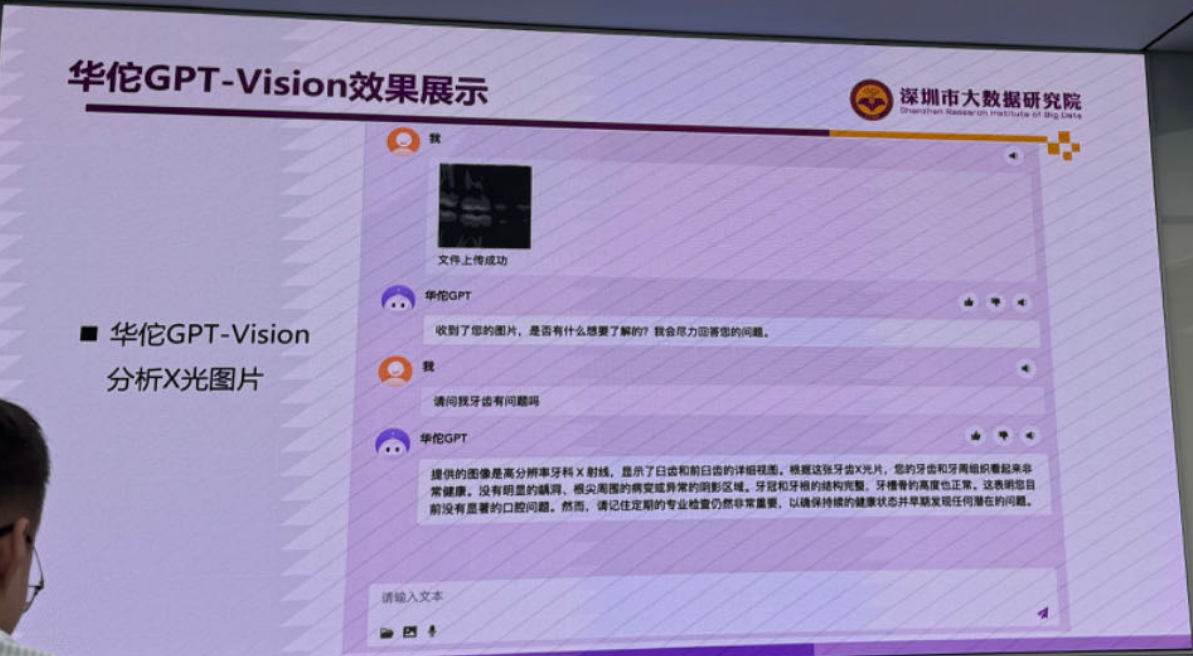 华佗GPT-Vision效果展示
深圳市大数据研究院
Shenzhen Research Institute of Big Data
我
文件上传成功
华佗GPT
收到了您的图片，是否有什么想要了解的？我会尽力回答您的问题。
■ 华佗GPT-Vision
分析X光图片
我
请问我牙齿有问题吗
华佗GPT
提供的图像是高分辨率牙科 X 射线，显示了臼齿和前臼齿的详细视图。根据这张牙齿X光片，您的牙齿和牙周组织看起来非
常健康。没有明显的龋洞、根尖周围的病变或异常的阴影区域。牙冠和牙根的结构完整，牙槽骨的高度也正常。这表明您目
前没有显著的口腔问题。然而，请记住定期的专业检查仍然非常重要，以确保持续的健康状态并早期发现任何潜在的问题。
请输入文本